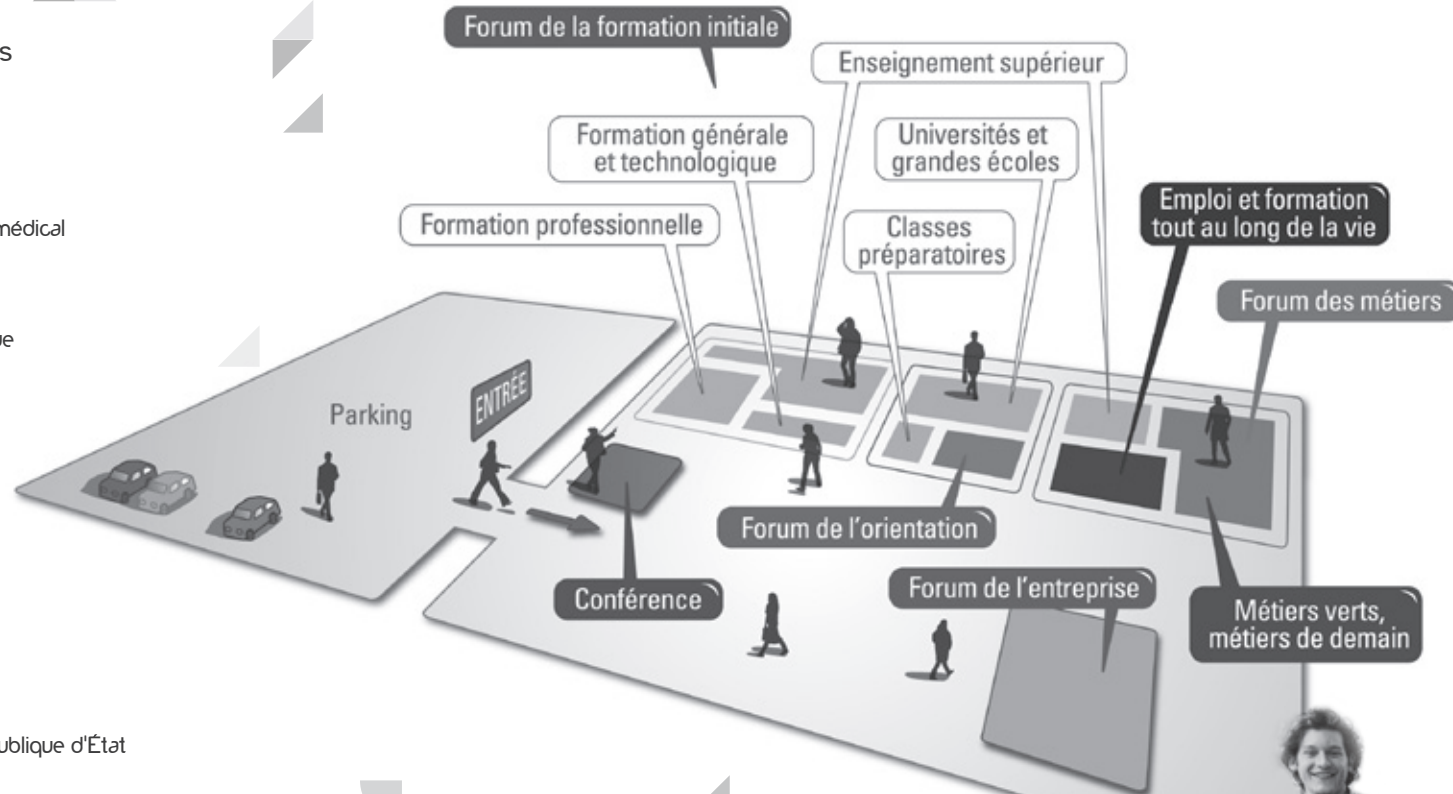 s
médical
ue
ublique d'État
Forum de la formation initiale
Enseignement supérieur
Formation générale
et technologique
Universités et
grandes écoles
Formation professionnelle
Classes
préparatoires
Emploi et formation
tout au long de la vie
Forum des métiers
Parking
ENTRÉE
Forum de l'orientation
Conférence
Forum de l'entreprise
Métiers verts,
métiers de demain